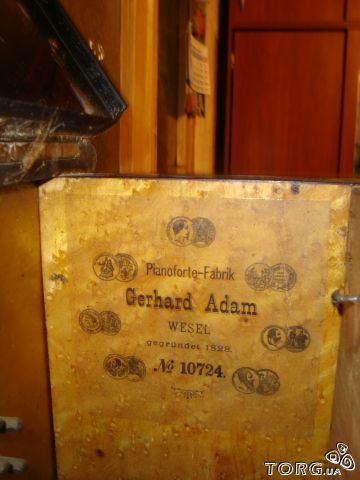 Pianoforte-Fabrik
Gerhard Adam
WESEL
gegründet 1828.
№ 10724.
TORG.UA